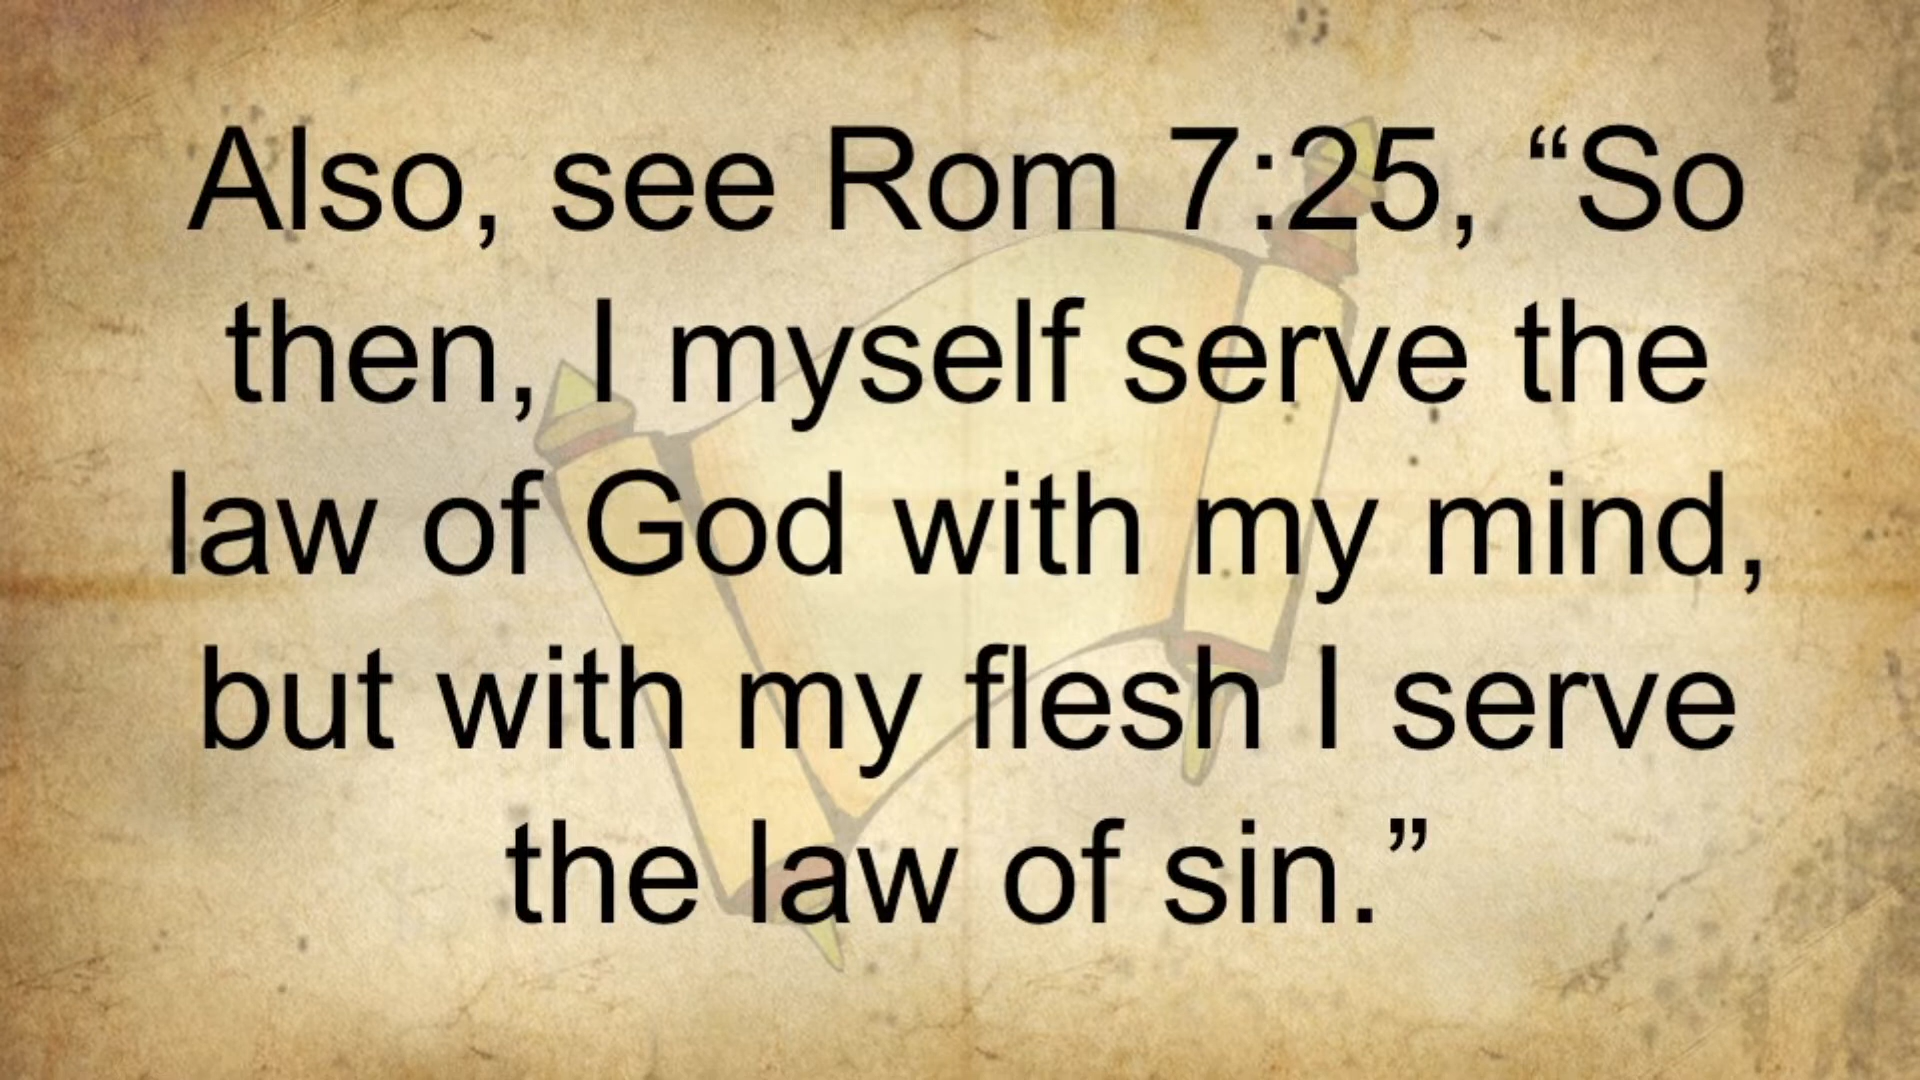 Also, see Rom 7:25, “So
then, I myself serve the
law of God with my mind,
but with my flesh I serve
the law of sin.”